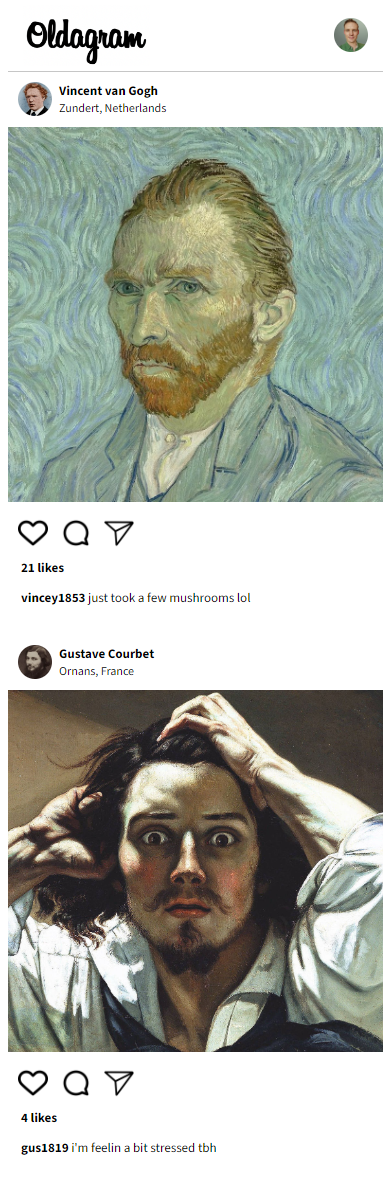 Oldagram
Vincent van Gogh
Zundert, Netherlands
21 likes
vincey1853 just took a few mushrooms lol
Gustave Courbet
Ornans, France
4 likes
gus1819 i'm feelin a bit stressed tbh